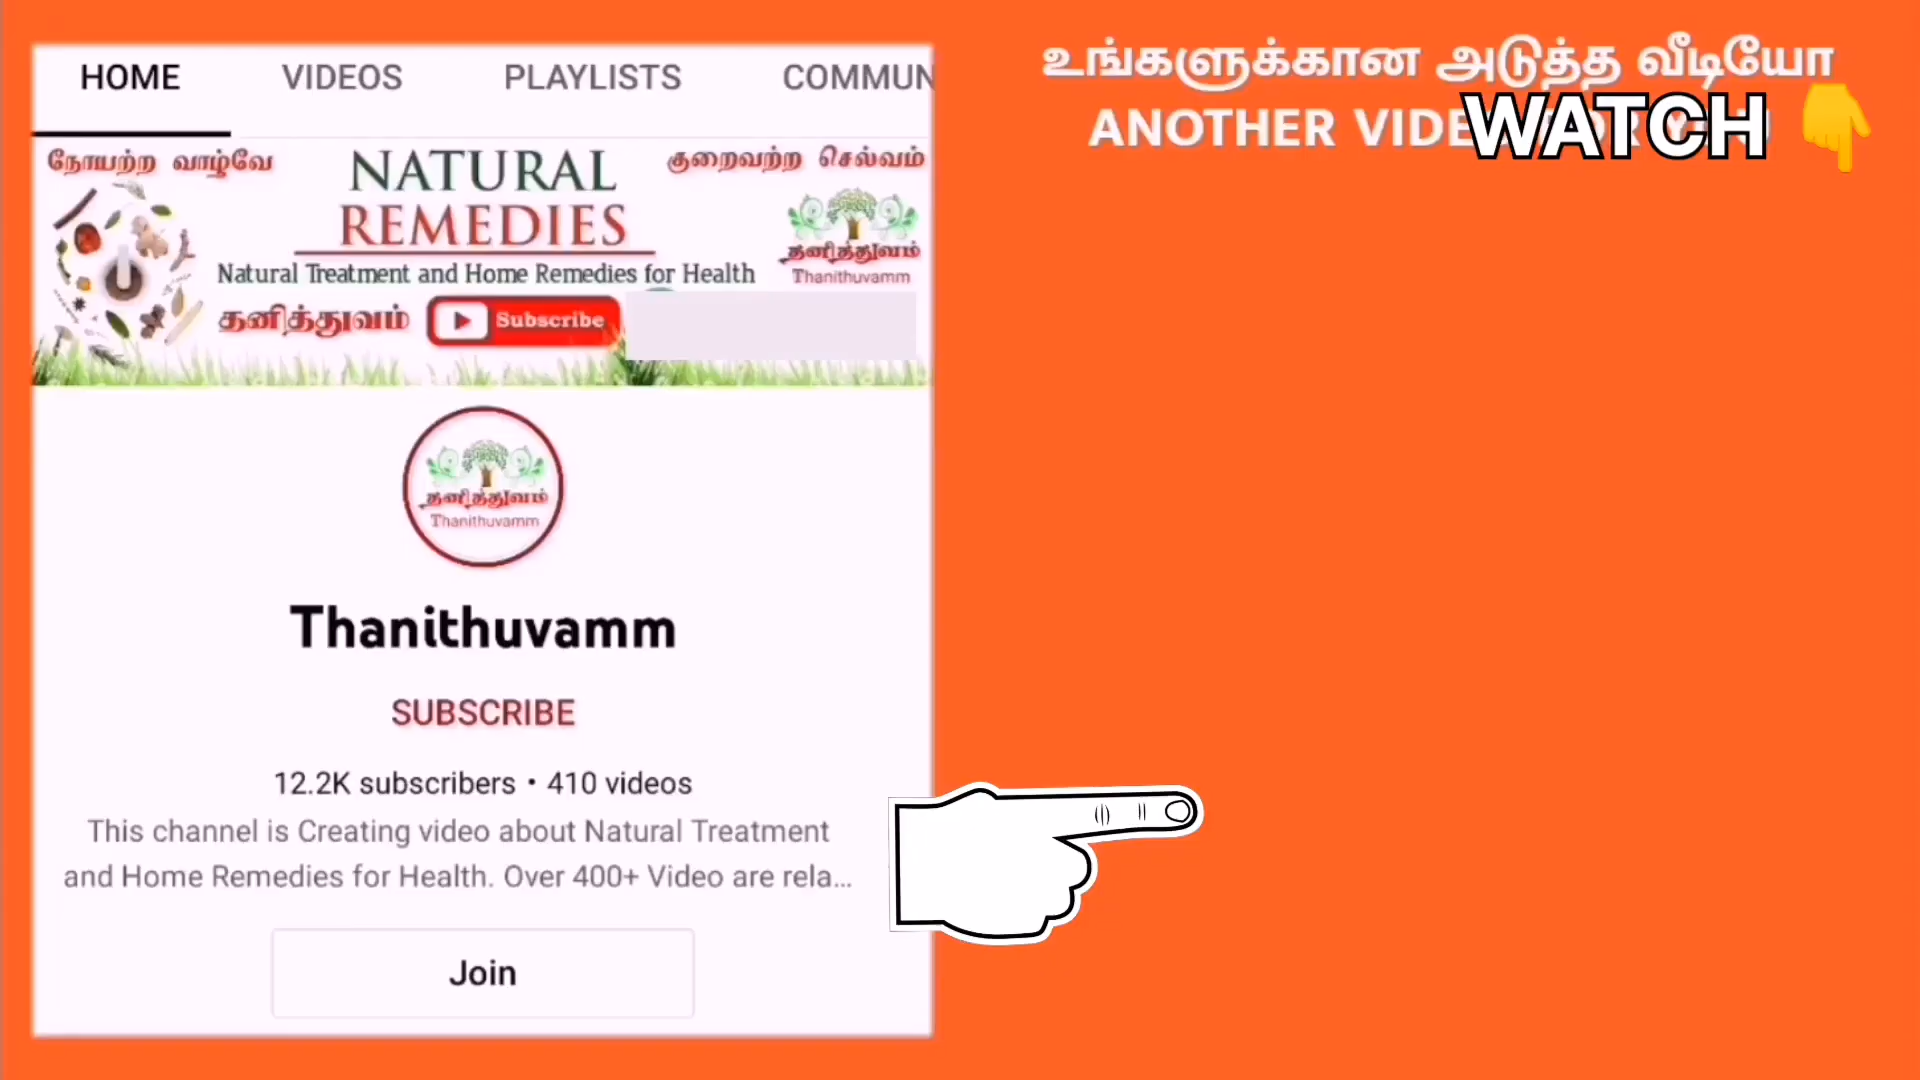 HOME VIDEOS PLAYLISTS COMMUN
நோயற்ற வாழ்வே
NATURAL
REMEDIES
குறைவற்ற செல்வம்
தனித்துவம்
Thanithuvamm
Natural Treatment and Home Remedies for Health
தனித்துவம்
Subscribe
தனித்துவம்
Thanithuvamm
Thanithuvamm
SUBSCRIBE
12.2K subscribers • 410 videos
This channel is Creating video about Natural Treatment
and Home Remedies for Health. Over 400+ Video are rela...
Join
உங்களுக்கான அடுத்த வீடியோ
ANOTHER VIDE
WATCH 👇